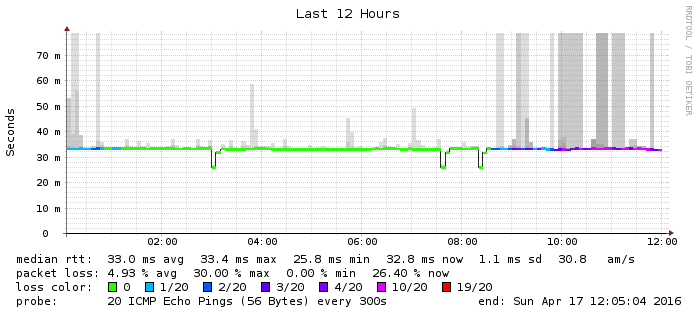 Last 12 Hours
RRDTOOL / TOBI OETIKER
Seconds
70 m
60 m
50 m
40 m
30 m
20 m
10 m
0
02:00 04:00 06:00 08:00 10:00 12:00
median rtt: 33.0 ms avg 33.4 ms max 25.8 ms min 32.8 ms now 1.1 ms sd 30.8 am/s
packet loss: 4.93 % avg 30.00 % max 0.00 % min 26.40 % now
loss color: 0 1/20 2/20 3/20 4/20 10/20 19/20
probe: 20 ICMP Echo Pings (56 Bytes) every 300s end: Sun Apr 17 12:05:04 2016